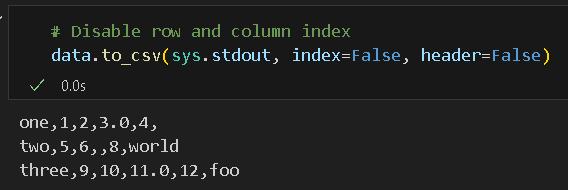 # Disable row and column index
data.to_csv(sys.stdout, index=False, header=False)
0.0s
one,1,2,3.0,4,
two,5,6,,8,world
three,9,10,11.0,12,foo